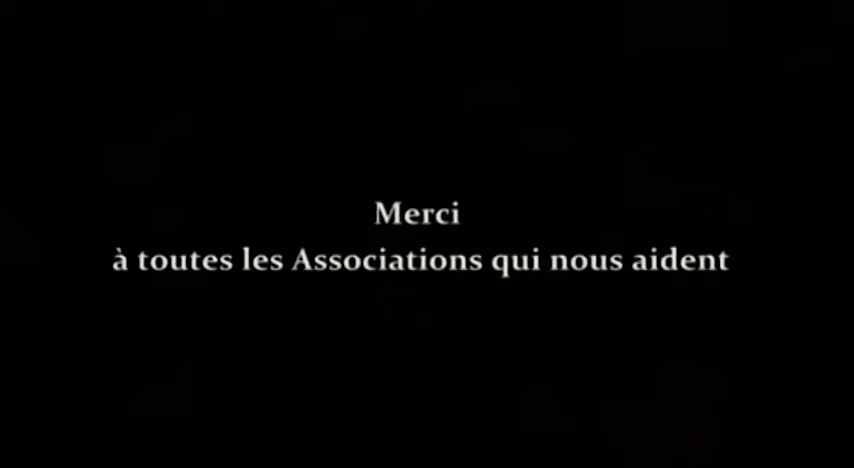 Merci
à toutes les Associations qui nous aident